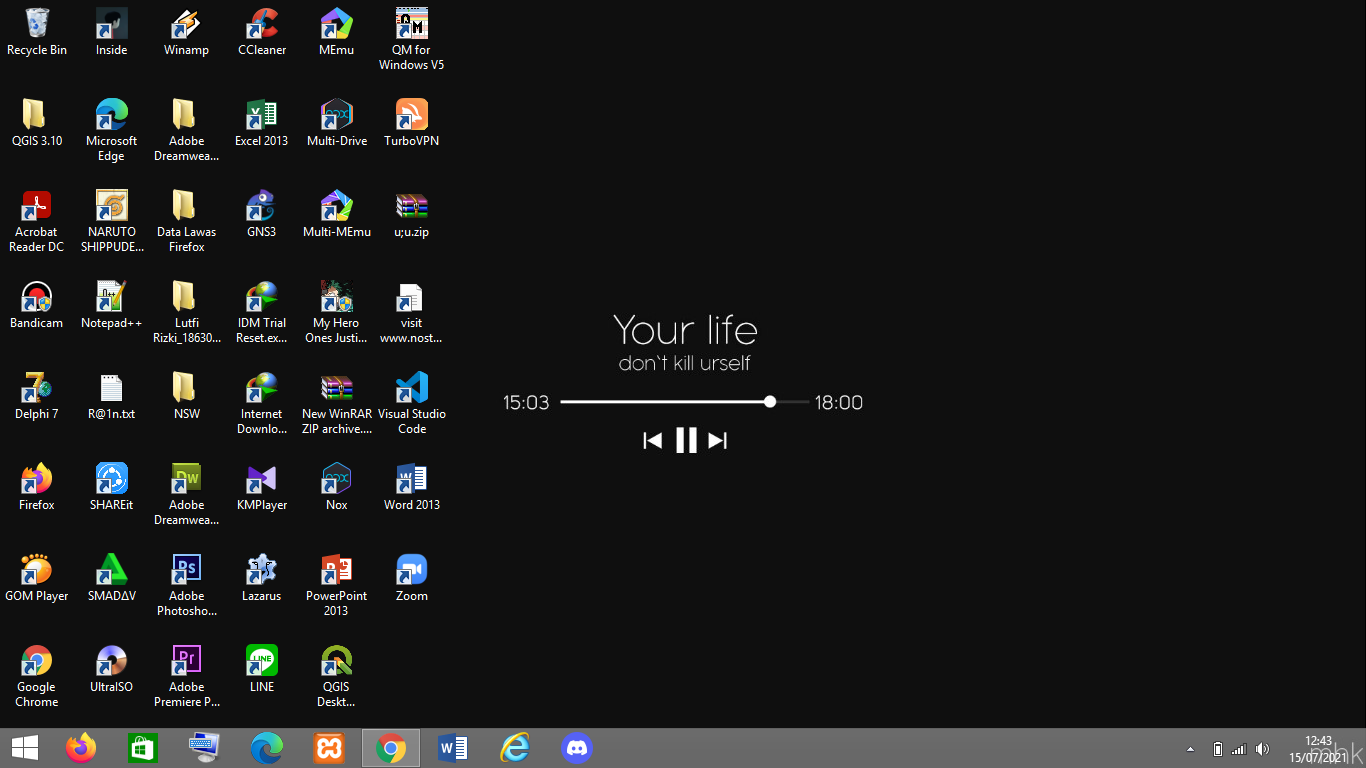 Recycle Bin
Inside
Winamp
CCleaner
MEmu
QM for
Windows V5
QGIS 3.10
Microsoft
Edge
Adobe
Dreamwea...
Excel 2013
Multi-Drive
TurboVPN
Acrobat
Reader DC
NARUTO
SHIPPUDE...
Data Lawas
Firefox
GNS3
Multi-MEmu
u;u.zip
Bandicam
Notepad++
Lutfi
Rizki_18630...
IDM Trial
Reset.ex...
My Hero
Ones Justi...
visit
www.nost...
Delphi 7
R@1n.txt
NSW
Internet
Downlo...
New WinRAR
ZIP archive....
Visual Studio
Code
Firefox
SHAREit
Adobe
Dreamwea...
KMPlayer
Nox
Word 2013
GOM Player
SMADΔV
Adobe
Photosho...
Lazarus
PowerPoint
2013
Zoom
Google
Chrome
UltraISO
Adobe
Premiere P...
LINE
QGIS
Deskt...
Your life
don`t kill urself
15:03
18:00
12:43
15/07/2021
mhk